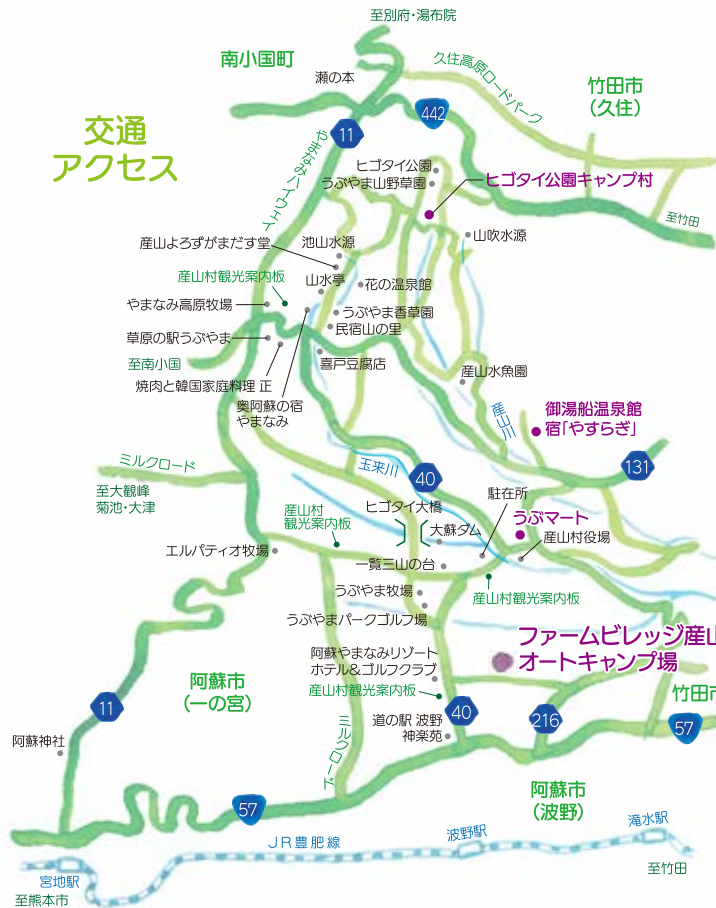 至別府・湯布院
南小国町
瀬の本
久住高原ロードパーク
竹田市
(久住)
交通
アクセス
442
11
やまなみハイウェイ
ヒゴタイ公園
うぶやま山野草園
ヒゴタイ公園キャンプ村
至竹田
山吹水源
産山よろずがまだす堂
池山水源
産山村観光案内板
山水亭
花の温泉館
やまなみ高原牧場
うぶやま香草園
民宿山の里
草原の駅うぶやま
喜戸豆腐店
至南小国
焼肉と韓国家庭料理 正
産山水魚園
奥阿蘇の宿
やまなみ
産山川
御湯船温泉館
宿「やすらぎ」
ミルクロード
玉来川
131
40
至大観峰
菊池・大津
駐在所
産山村
観光案内板
ヒゴタイ大橋
大蘇ダム
うぶマート
産山村役場
エルパティオ牧場
一覧三山の台
うぶやま牧場
産山村観光案内板
うぶやまパークゴルフ場
ファームビレッジ産山
オートキャンプ場
阿蘇やまなみリゾート
ホテル&ゴルフクラブ
阿蘇市
(一の宮)
産山村観光案内板
竹田市
11
40
216
57
道の駅 波野
神楽苑
阿蘇神社
ミルクロード
阿蘇市
(波野)
57
JR豊肥線
波野駅
滝水駅
宮地駅
至竹田
至熊本市